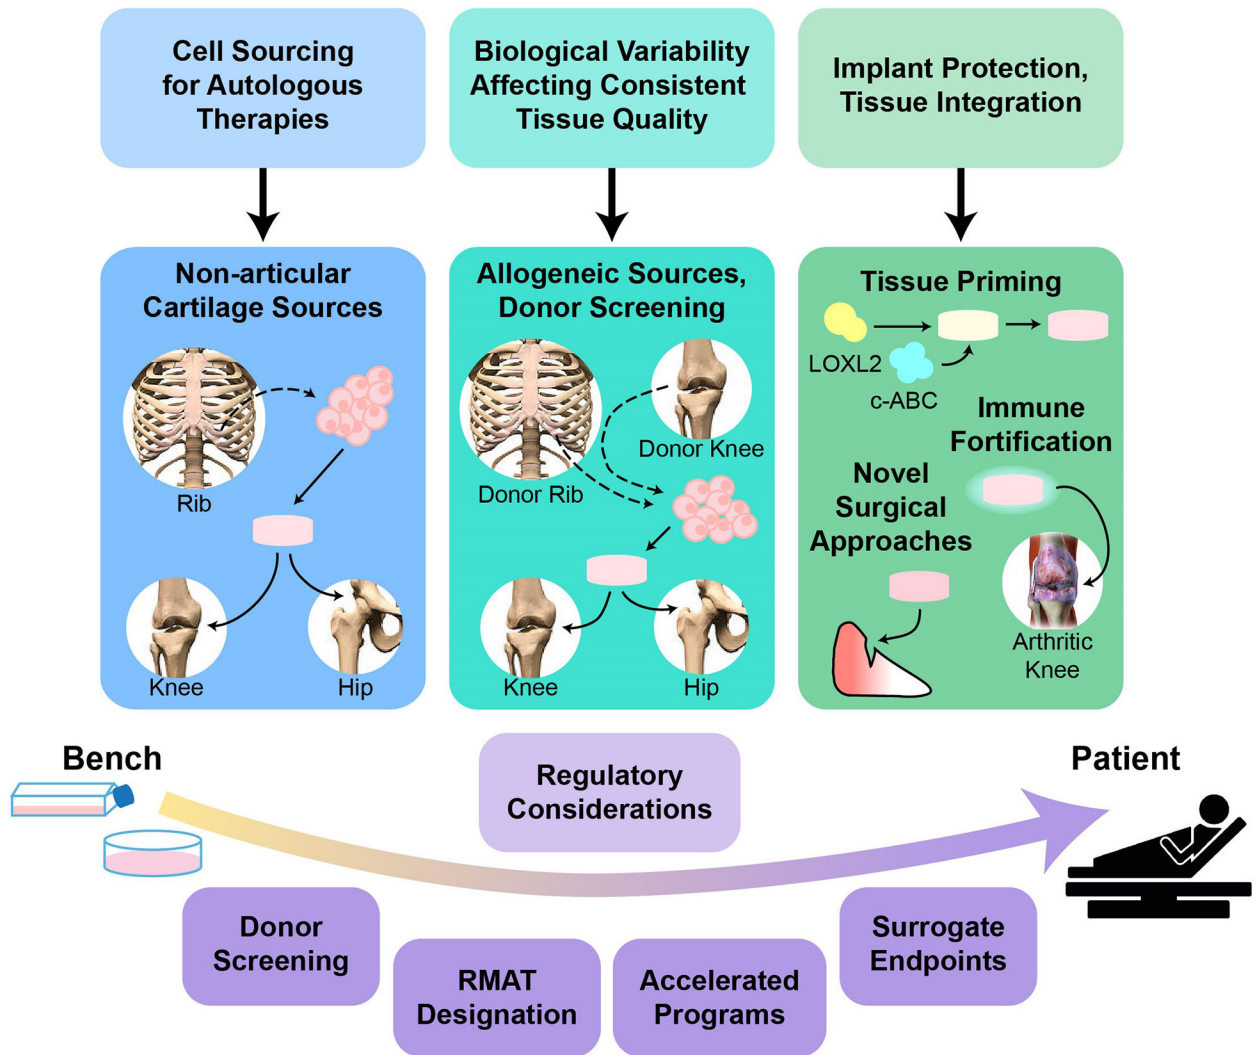 Cell Sourcing
for Autologous
Therapies
Biological Variability
Affecting Consistent
Tissue Quality
Implant Protection,
Tissue Integration
Non-articular
Cartilage Sources
Rib
Knee
Hip
Allogeneic Sources,
Donor Screening
Donor Knee
Donor Rib
Knee
Hip
Tissue Priming
LOXL2
c-ABC
Immune
Fortification
Novel
Surgical
Approaches
Arthritic
Knee
Bench
Regulatory
Considerations
Patient
Donor
Screening
RMAT
Designation
Accelerated
Programs
Surrogate
Endpoints